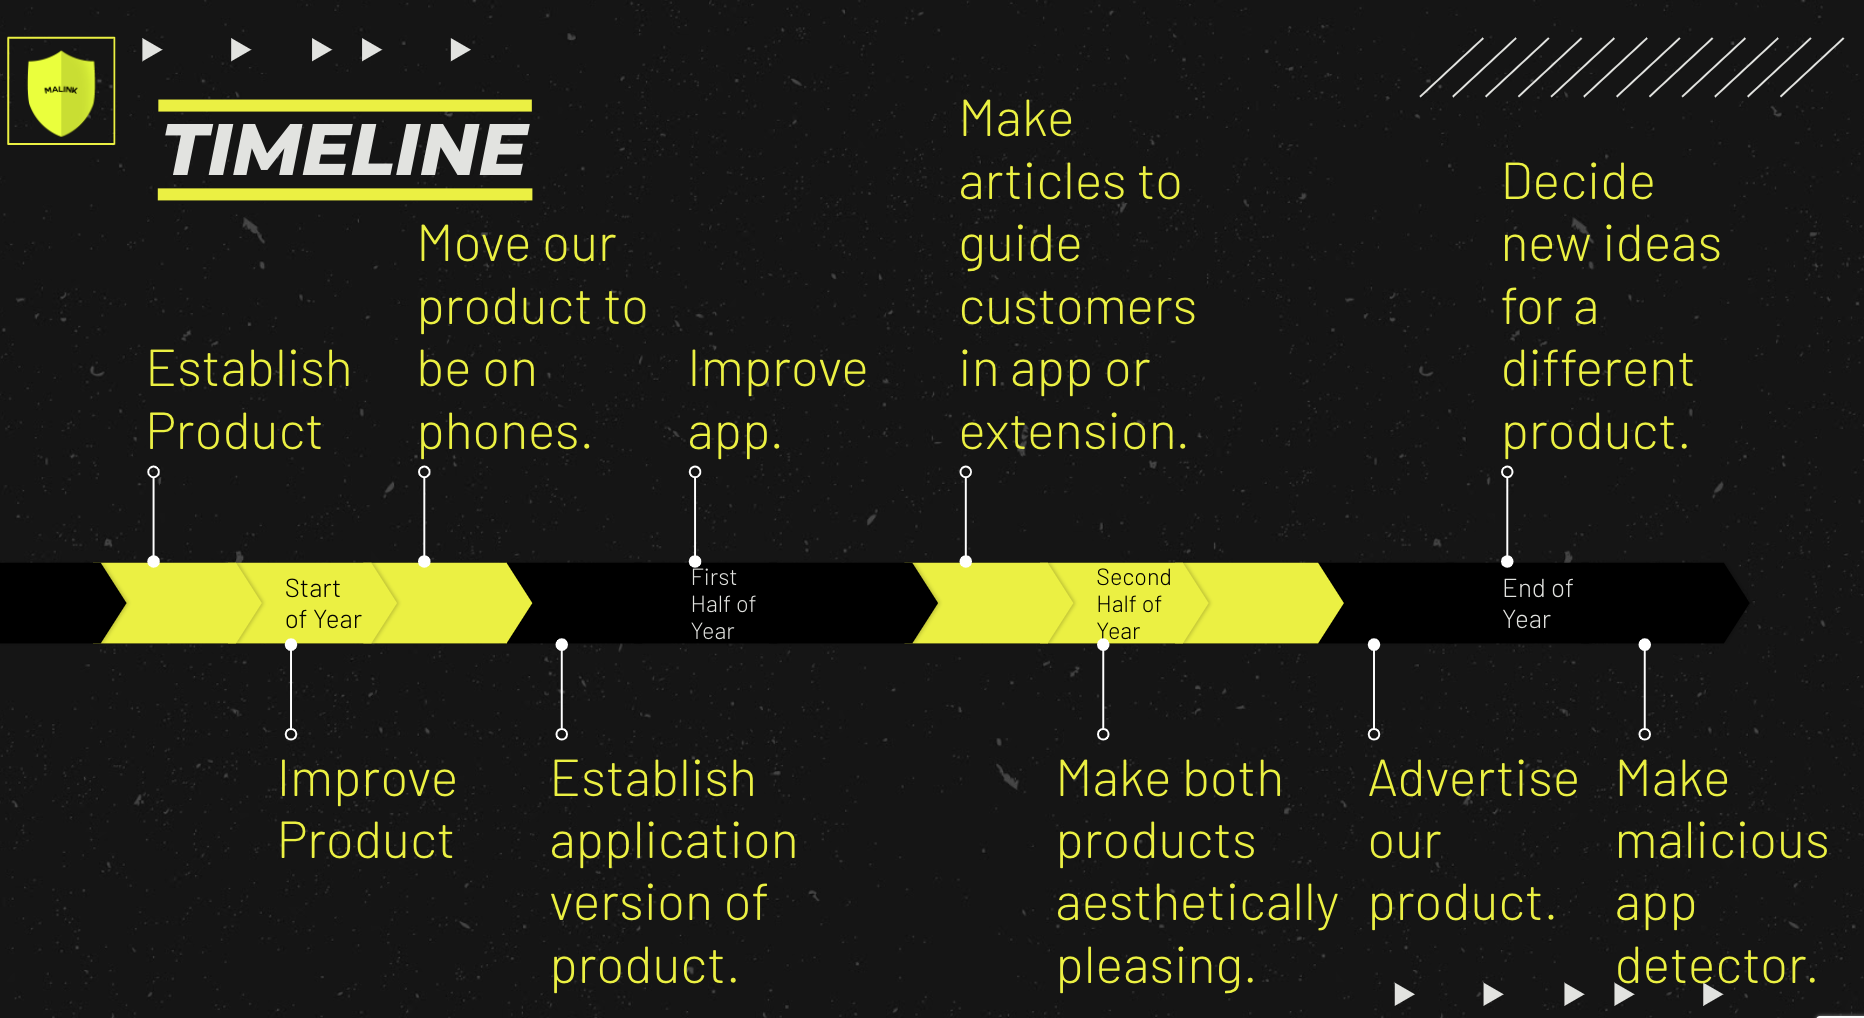 MALINK
TIMELINE
Establish
Product
Move our
product to
be on
phones.
Improve
app.
Make
articles to
guide
customers
in app or
extension.
Decide
new ideas
for a
different
product.
Start
of Year
First
Half of
Year
Second
Half of
Year
End of
Year
Improve
Product
Establish
application
version of
product.
Make both
products
aesthetically
pleasing.
Advertise
our
product.
Make
malicious
app
detector.